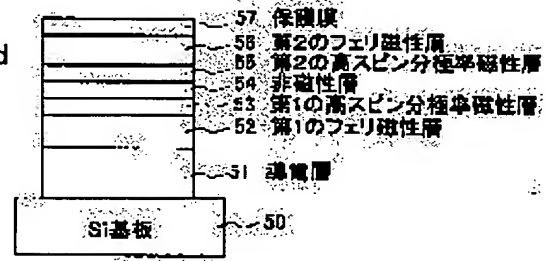 d
57 保護膜
56 第2のフェリ磁性層
55 第2の高スピン分極率磁性層
54 非磁性層
53 第1の高スピン分極率磁性層
52 第1のフェリ磁性層
51 導電層
Si基板
50